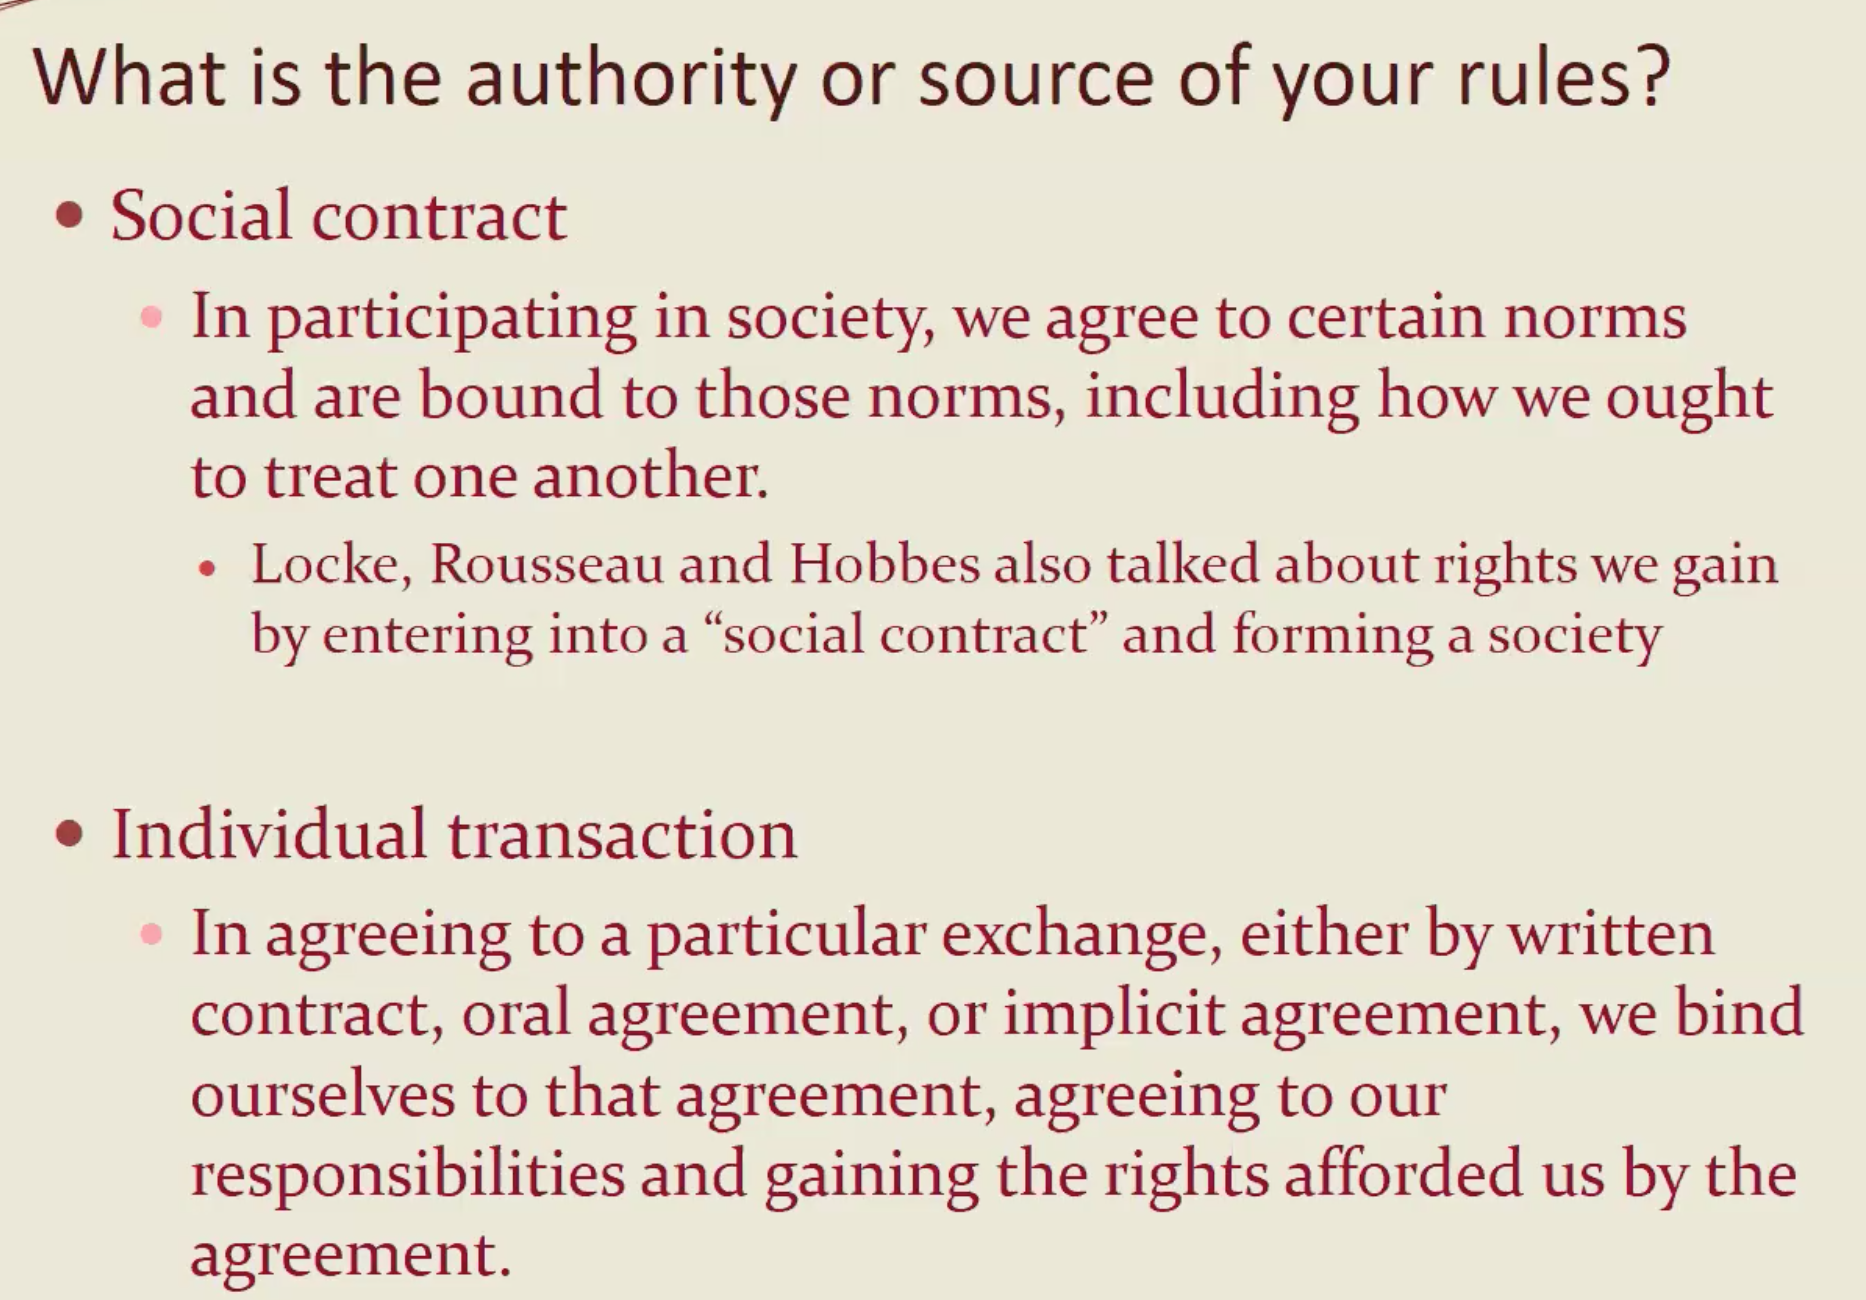 What is the authority or source of your rules?
• Social contract
• In participating in society, we agree to certain norms
and are bound to those norms, including how we ought
to treat one another.
• Locke, Rousseau and Hobbes also talked about rights we gain
by entering into a “social contract” and forming a society
• Individual transaction
• In agreeing to a particular exchange, either by written
contract, oral agreement, or implicit agreement, we bind
ourselves to that agreement, agreeing to our
responsibilities and gaining the rights afforded us by the
agreement.